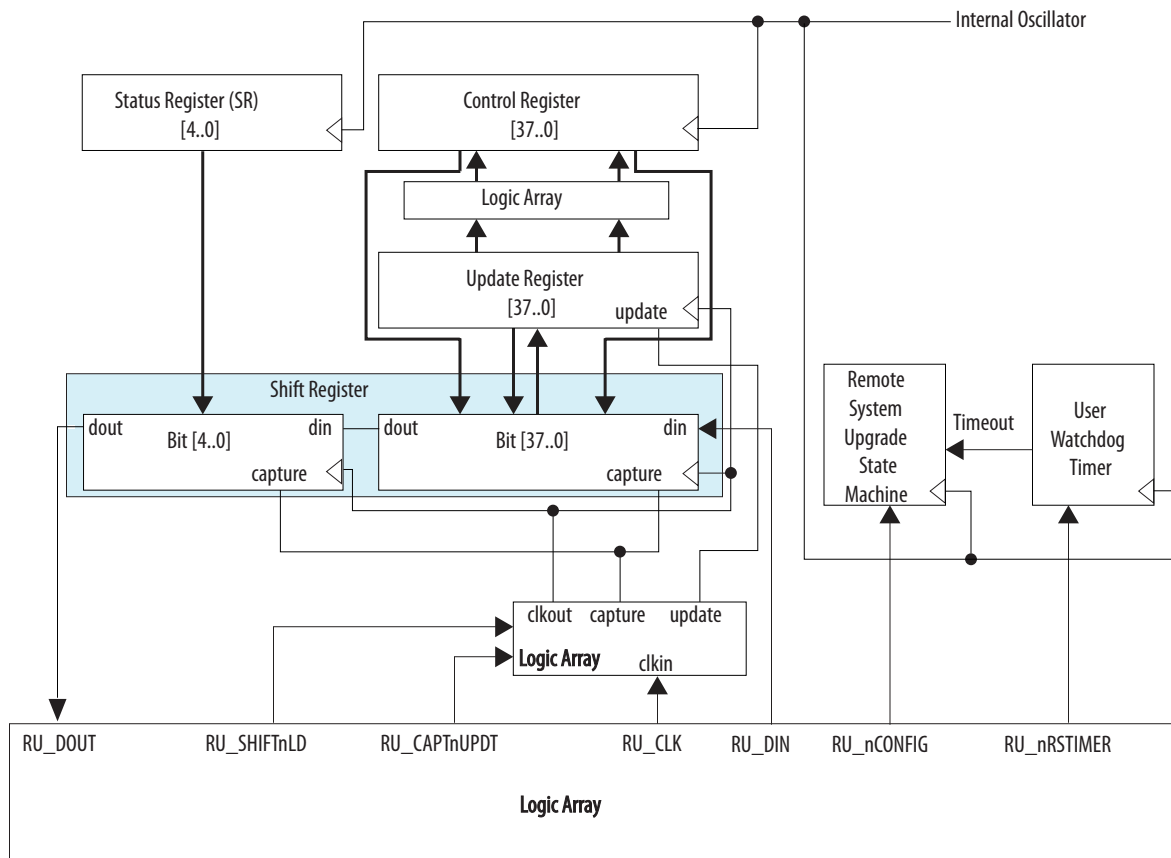 Internal Oscillator
Status Register (SR)
[4..0]
Control Register
[37..0]
Logic Array
Update Register
[37..0]
update
Shift Register
dout
Bit [4..0]
din
capture
dout
Bit [37..0]
din
capture
Remote
System
Upgrade
State
Machine
Timeout
User
Watchdog
Timer
clkout
capture
update
Logic Array
clkin
RU_DOUT
RU_SHIFTnLD
RU_CAPTnUPDT
RU_CLK
RU_DIN
RU_nCONFIG
RU_nRSTIMER
Logic Array